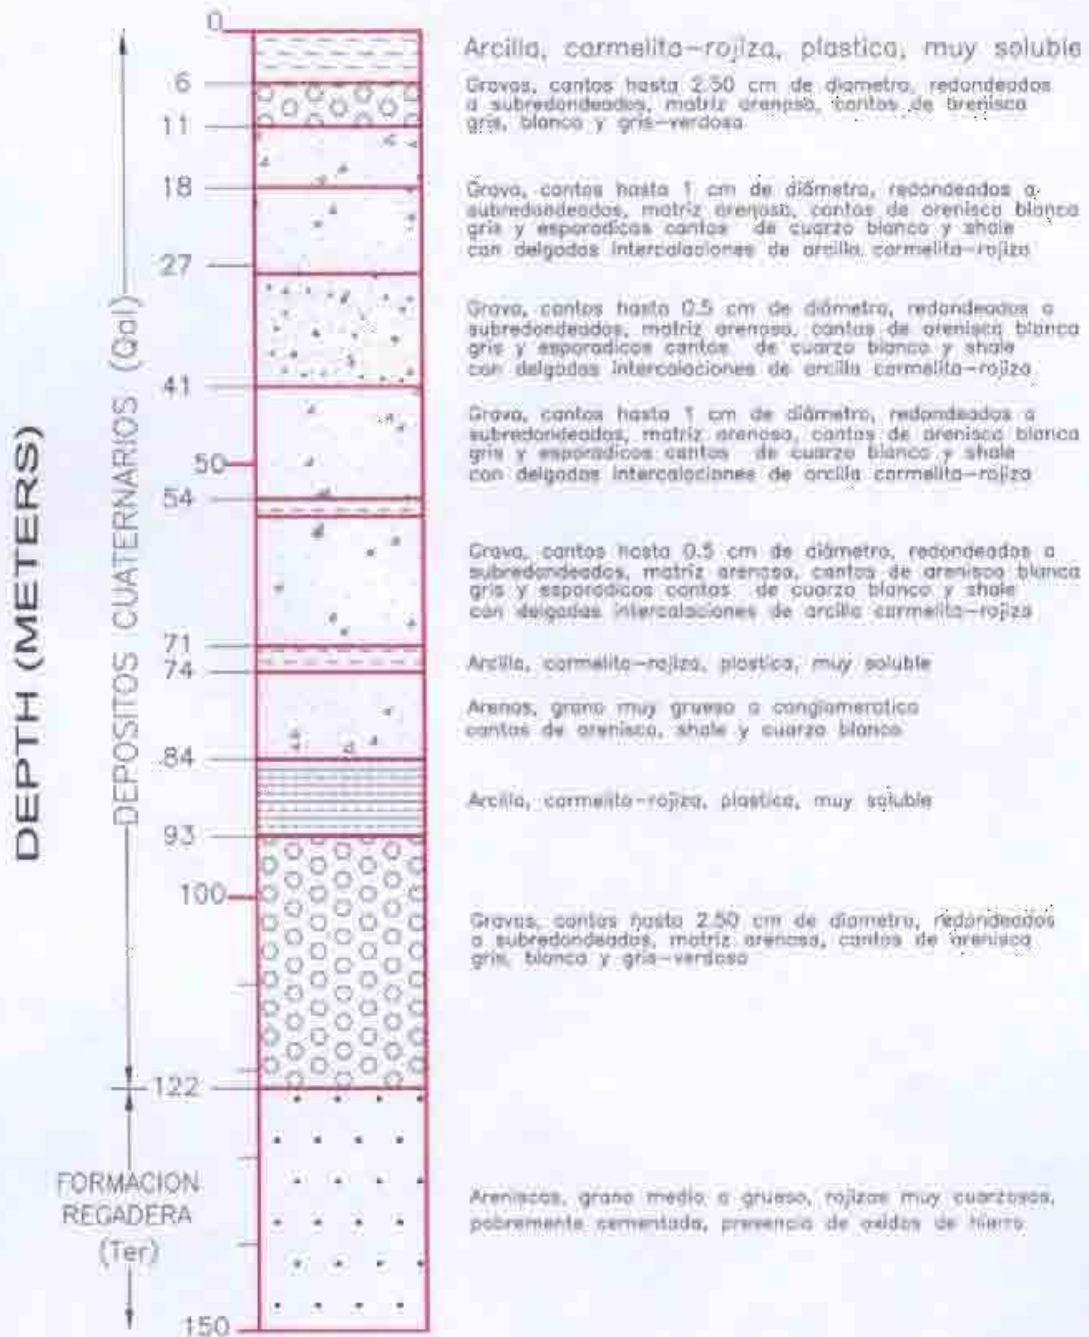 DEPTH (METERS)
DEPOSITOS CUATERNARIOS (Qal)
FORMACION
REGADERA
(Ter)
0
6
11
18
27
41
50
54
71
74
84
93
100
122
150
Arcilla, carmelita-rojiza, plastica, muy soluble
Gravas, cantos hasta 2.50 cm de diametro, redondeados
a subredondeados, matriz arenosa, cantos de arenisca
gris, blanca y gris-verdosa
Grava, cantos hasta 1 cm de diámetro, redondeados a
subredondeados, matriz arenosa, cantos de arenisca blanca
gris y esporadicos cantos de cuarzo blanco y shale
con delgadas intercalaciones de arcilla carmelita-rojiza
Grava, cantos hasta 0.5 cm de diámetro, redondeados a
subredondeados, matriz arenosa, cantos de arenisca blanca
gris y esporadicos cantos de cuarzo blanco y shale
con delgadas intercalaciones de arcilla carmelita-rojiza
Grava, cantos hasta 1 cm de diámetro, redondeados a
subredondeados, matriz arenosa, cantos de arenisca blanca
gris y esporadicos cantos de cuarzo blanco y shale
con delgadas intercalaciones de arcilla carmelita-rojiza
Grava, cantos hasta 0.5 cm de diámetro, redondeados a
subredondeados, matriz arenosa, cantos de arenisca blanca
gris y esporadicos cantos de cuarzo blanco y shale
con delgadas intercalaciones de arcilla carmelita-rojiza
Arcilla, carmelita-rojiza, plastica, muy soluble
Arenas, grano muy grueso a conglomeratica
cantos de arenisca, shale y cuarzo blanco
Arcilla, carmelita-rojiza, plastica, muy soluble
Gravas, cantos hasta 2.50 cm de diametro, redondeados
a subredondeados, matriz arenosa, cantos de arenisca
gris, blanca y gris-verdosa
Areniscas, grano medio a grueso, rojizas muy cuarzosas,
pobremente cementada, presencia de oxidos de hierro